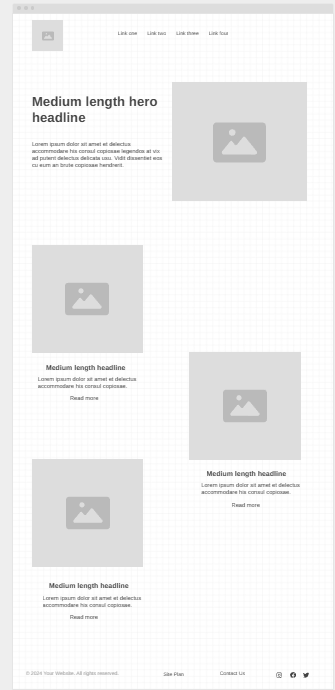 Link one Link two Link three Link four
Medium length hero
headline
Lorem ipsum dolor sit amet et delectus
accommodare his consul copiosae legendos at vix
ad putent delectus delicata usu. Vidit dissentiet eos
cu eum an brute copiosae hendrerit.
Medium length headline
Lorem ipsum dolor sit amet et delectus
accommodare his consul copiosae.
Read more
Medium length headline
Lorem ipsum dolor sit amet et delectus
accommodare his consul copiosae.
Read more
Medium length headline
Lorem ipsum dolor sit amet et delectus
accommodare his consul copiosae.
Read more
© 2024 Your Website. All rights reserved. Site Plan Contact Us